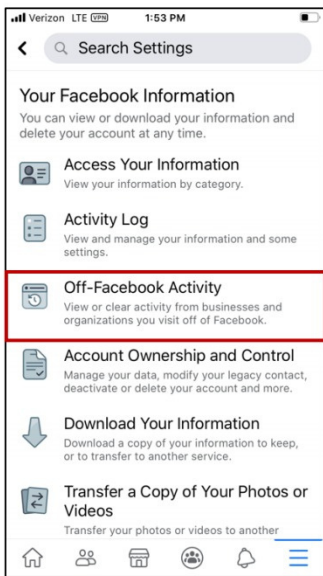 Verizon LTE VPN 1:53 PM
Search Settings
Your Facebook Information
You can view or download your information and
delete your account at any time.
Access Your Information
View your information by category.
Activity Log
View and manage your information and some
settings.
Off-Facebook Activity
View or clear activity from businesses and
organizations you visit off of Facebook.
Account Ownership and Control
Manage your data, modify your legacy contact,
deactivate or delete your account and more.
Download Your Information
Download a copy of your information to keep,
or to transfer to another service.
Transfer a Copy of Your Photos or
Videos
Transfer your photos or videos to another